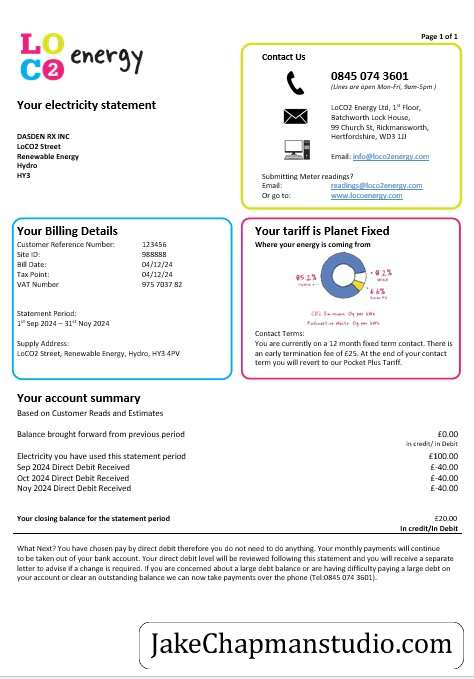 Page 1 of 1
LO
CO2 energy
Contact Us
0845 074 3601
(Lines are open Mon-Fri, 9am-5pm )
Your electricity statement
LoCO2 Energy Ltd, 1st Floor,
Batchworth Lock House,
99 Church St, Rickmansworth,
Hertfordshire, WD3 1JJ
DASDEN RX INC
LoCO2 Street
Renewable Energy
Hydro
HY3
Email: info@loco2energy.com
Submitting Meter readings?
Email: readings@loco2energy.com
Or go to: www.locoenergy.com
Your Billing Details
Customer Reference Number: 123456
Site ID: 988888
Bill Date: 04/12/24
Tax Point: 04/12/24
VAT Number 975 7037 82
Statement Period:
1st Sep 2024 – 31st Nov 2024
Supply Address:
LoCO2 Street, Renewable Energy, Hydro, HY3 4PV
Your tariff is Planet Fixed
Where your energy is coming from
85.2%
8.2%
6.6%
Contact Terms:
You are currently on a 12 month fixed term contact. There is
an early termination fee of £25. At the end of your contact
term you will revert to our Pocket Plus Tariff.
Your account summary
Based on Customer Reads and Estimates
Balance brought forward from previous period £0.00
In credit/ in Debit
Electricity you have used this statement period £100.00
Sep 2024 Direct Debit Received £-40.00
Oct 2024 Direct Debit Received £-40.00
Nov 2024 Direct Debit Received £-40.00
Your closing balance for the statement period £20.00
In credit/In Debit
What Next? You have chosen pay by direct debit therefore you do not need to do anything. Your monthly payments will continue
to be taken out of your bank account. Your direct debit level will be reviewed following this statement and you will receive a separate
letter to advise if a change is required. If you are concerned about a large debt balance or are having difficulty paying a large debt on
your account or clear an outstanding balance we can now take payments over the phone (Tel:0845 074 3601).
JakeChapmanstudio.com